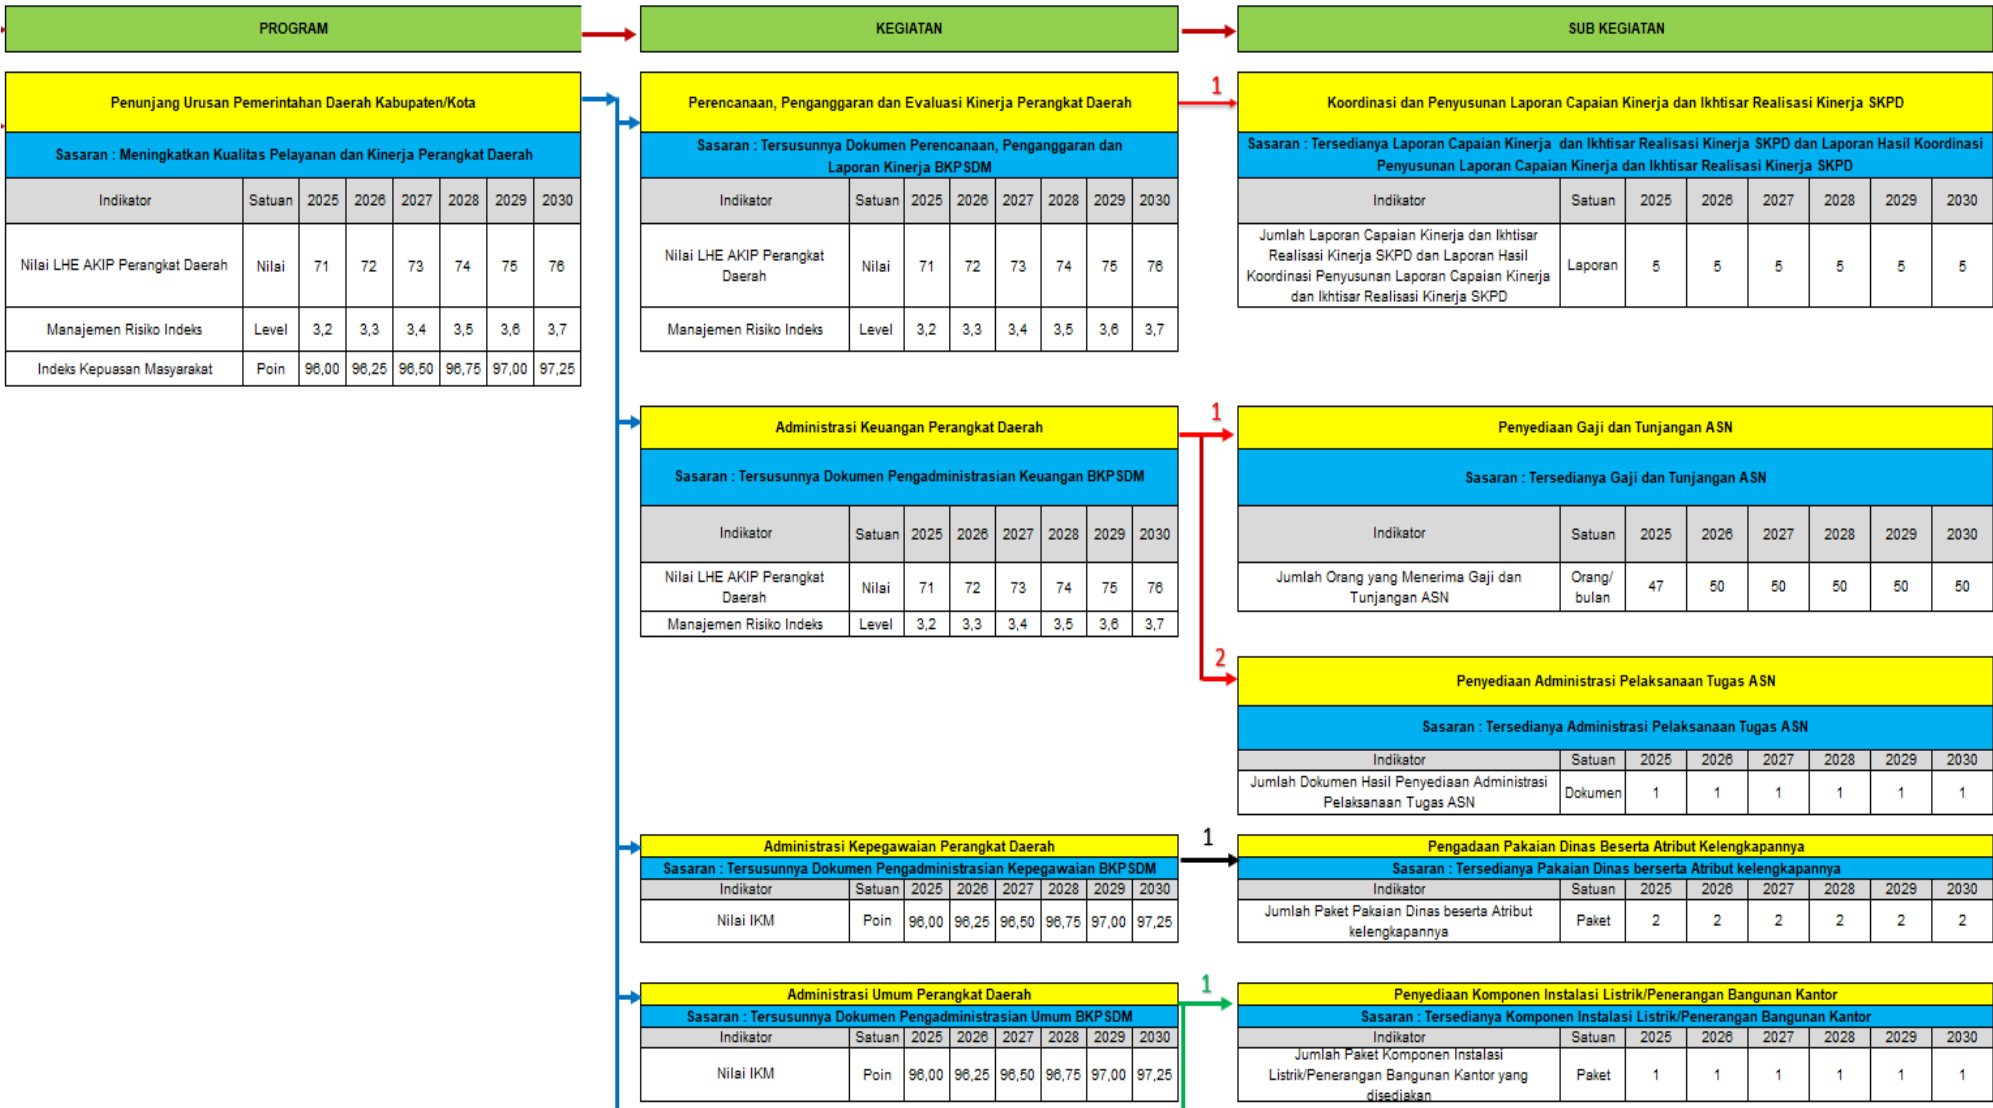 PROGRAM
KEGIATAN
SUB KEGIATAN
Penunjang Urusan Pemerintahan Daerah Kabupaten/Kota
Sasaran : Meningkatkan Kualitas Pelayanan dan Kinerja Perangkat Daerah
Indikator Satuan 2025 2026 2027 2028 2029 2030
Nilai LHE AKIP Perangkat Daerah Nilai 71 72 73 74 75 76
Manajemen Risiko Indeks Level 3,2 3,3 3,4 3,5 3,6 3,7
Indeks Kepuasan Masyarakat Poin 96,00 96,25 96,50 96,75 97,00 97,25
Perencanaan, Penganggaran dan Evaluasi Kinerja Perangkat Daerah
Sasaran : Tersusunnya Dokumen Perencanaan, Penganggaran dan
Laporan Kinerja BKPSDM
Indikator Satuan 2025 2026 2027 2028 2029 2030
Nilai LHE AKIP Perangkat
Daerah
Nilai 71 72 73 74 75 76
Manajemen Risiko Indeks Level 3,2 3,3 3,4 3,5 3,6 3,7
1
Koordinasi dan Penyusunan Laporan Capaian Kinerja dan Ikhtisar Realisasi Kinerja SKPD
Sasaran : Tersedianya Laporan Capaian Kinerja dan Ikhtisar Realisasi Kinerja SKPD dan Laporan Hasil Koordinasi
Penyusunan Laporan Capaian Kinerja dan Ikhtisar Realisasi Kinerja SKPD
Indikator Satuan 2025 2026 2027 2028 2029 2030
Jumlah Laporan Capaian Kinerja dan Ikhtisar
Realisasi Kinerja SKPD dan Laporan Hasil
Koordinasi Penyusunan Laporan Capaian Kinerja
dan Ikhtisar Realisasi Kinerja SKPD
Laporan 5 5 5 5 5 5
Administrasi Keuangan Perangkat Daerah
Sasaran : Tersusunnya Dokumen Pengadministrasian Keuangan BKPSDM
Indikator Satuan 2025 2026 2027 2028 2029 2030
Nilai LHE AKIP Perangkat
Daerah
Nilai 71 72 73 74 75 76
Manajemen Risiko Indeks Level 3,2 3,3 3,4 3,5 3,6 3,7
1
Penyediaan Gaji dan Tunjangan ASN
Sasaran : Tersedianya Gaji dan Tunjangan ASN
Indikator Satuan 2025 2026 2027 2028 2029 2030
Jumlah Orang yang Menerima Gaji dan
Tunjangan ASN
Orang/
bulan
47 50 50 50 50 50
2
Penyediaan Administrasi Pelaksanaan Tugas ASN
Sasaran : Tersedianya Administrasi Pelaksanaan Tugas ASN
Indikator Satuan 2025 2026 2027 2028 2029 2030
Jumlah Dokumen Hasil Penyediaan Administrasi
Pelaksanaan Tugas ASN
Dokumen 1 1 1 1 1 1
Administrasi Kepegawaian Perangkat Daerah
Sasaran : Tersusunnya Dokumen Pengadministrasian Kepegawaian BKPSDM
Indikator Satuan 2025 2026 2027 2028 2029 2030
Nilai IKM Poin 96,00 96,25 96,50 96,75 97,00 97,25
1
Pengadaan Pakaian Dinas Beserta Atribut Kelengkapannya
Sasaran : Tersedianya Pakaian Dinas berserta Atribut kelengkapannya
Indikator Satuan 2025 2026 2027 2028 2029 2030
Jumlah Paket Pakaian Dinas beserta Atribut
kelengkapannya
Paket 2 2 2 2 2 2
Administrasi Umum Perangkat Daerah
Sasaran : Tersusunnya Dokumen Pengadministrasian Umum BKPSDM
Indikator Satuan 2025 2026 2027 2028 2029 2030
Nilai IKM Poin 96,00 96,25 96,50 96,75 97,00 97,25
1
Penyediaan Komponen Instalasi Listrik/Penerangan Bangunan Kantor
Sasaran : Tersedianya Komponen Instalasi Listrik/Penerangan Bangunan Kantor
Indikator Satuan 2025 2026 2027 2028 2029 2030
Jumlah Paket Komponen Instalasi
Listrik/Penerangan Bangunan Kantor yang
disediakan
Paket 1 1 1 1 1 1